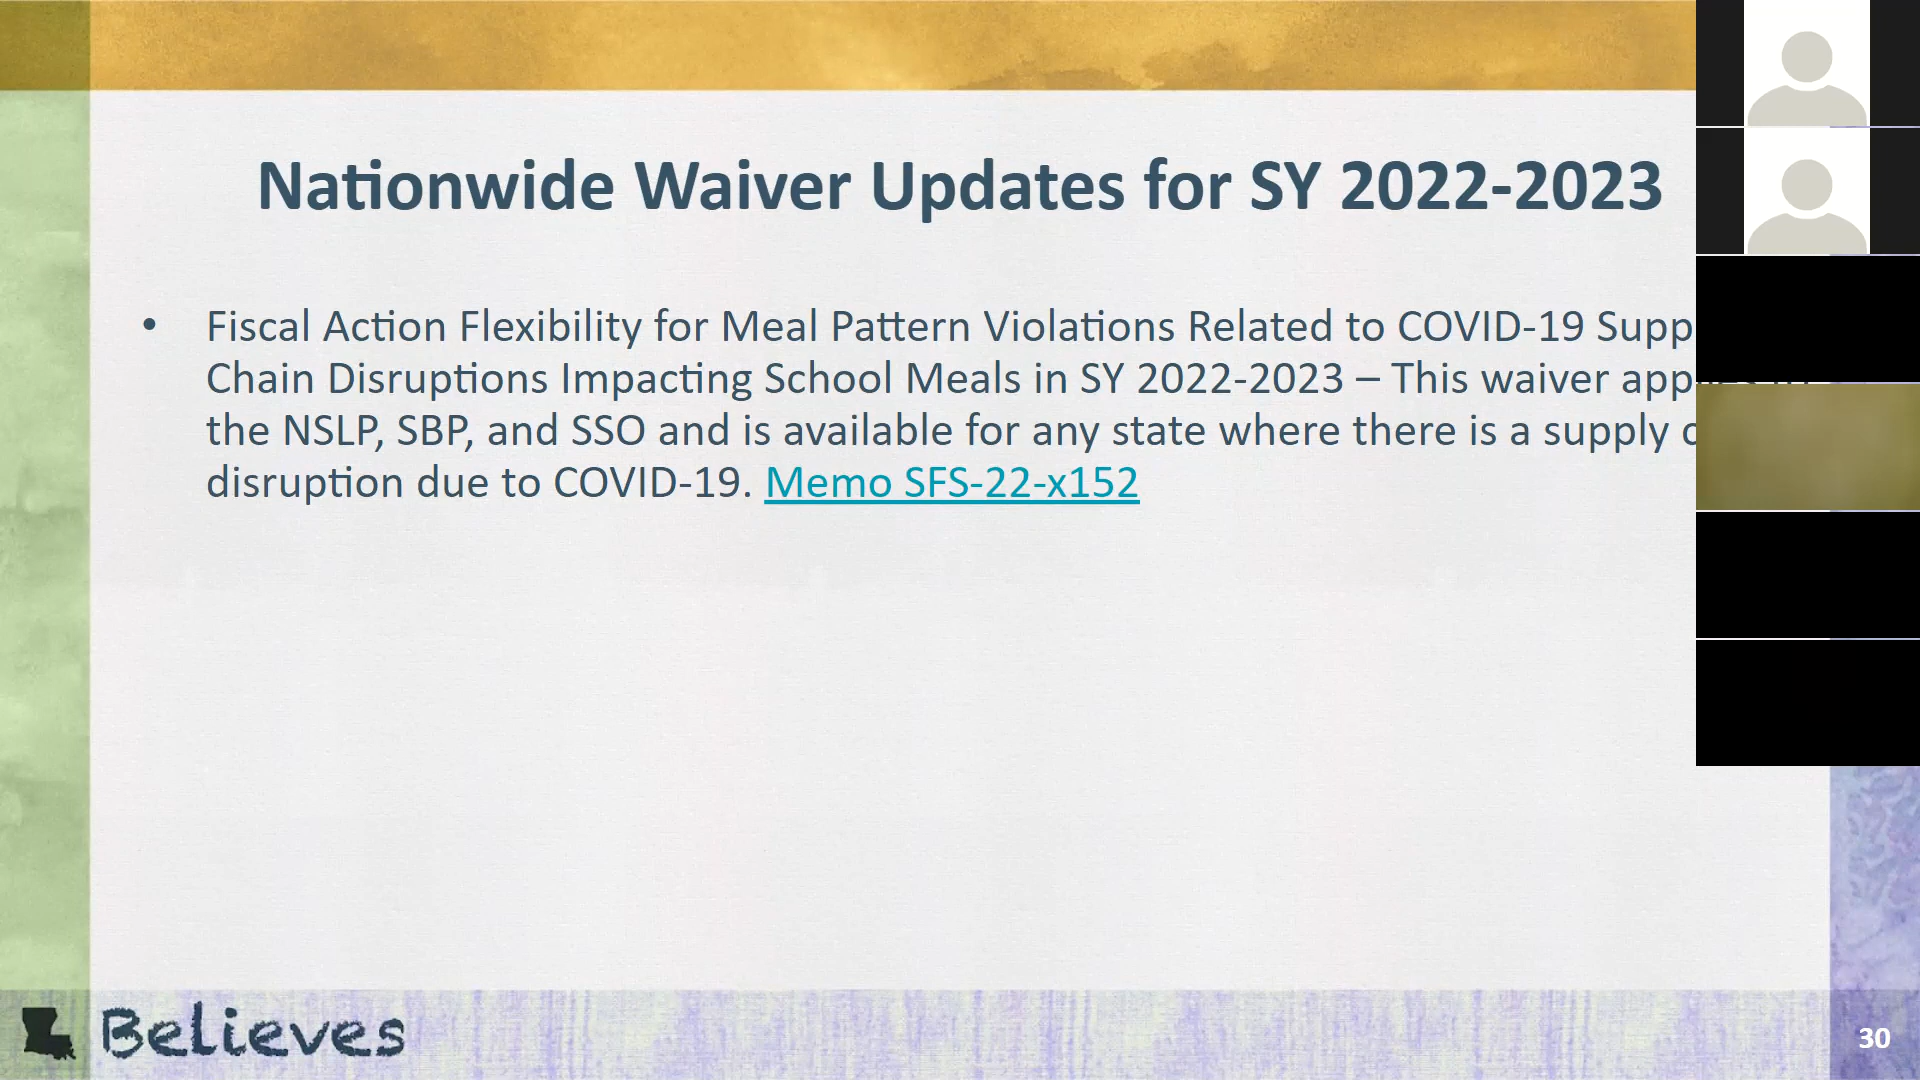 Nationwide Waiver Updates for SY 2022-2023
• Fiscal Action Flexibility for Meal Pattern Violations Related to COVID-19 Supp
Chain Disruptions Impacting School Meals in SY 2022-2023 – This waiver app
the NSLP, SBP, and SSO and is available for any state where there is a supply
disruption due to COVID-19. Memo SFS-22-x152
Believes
30